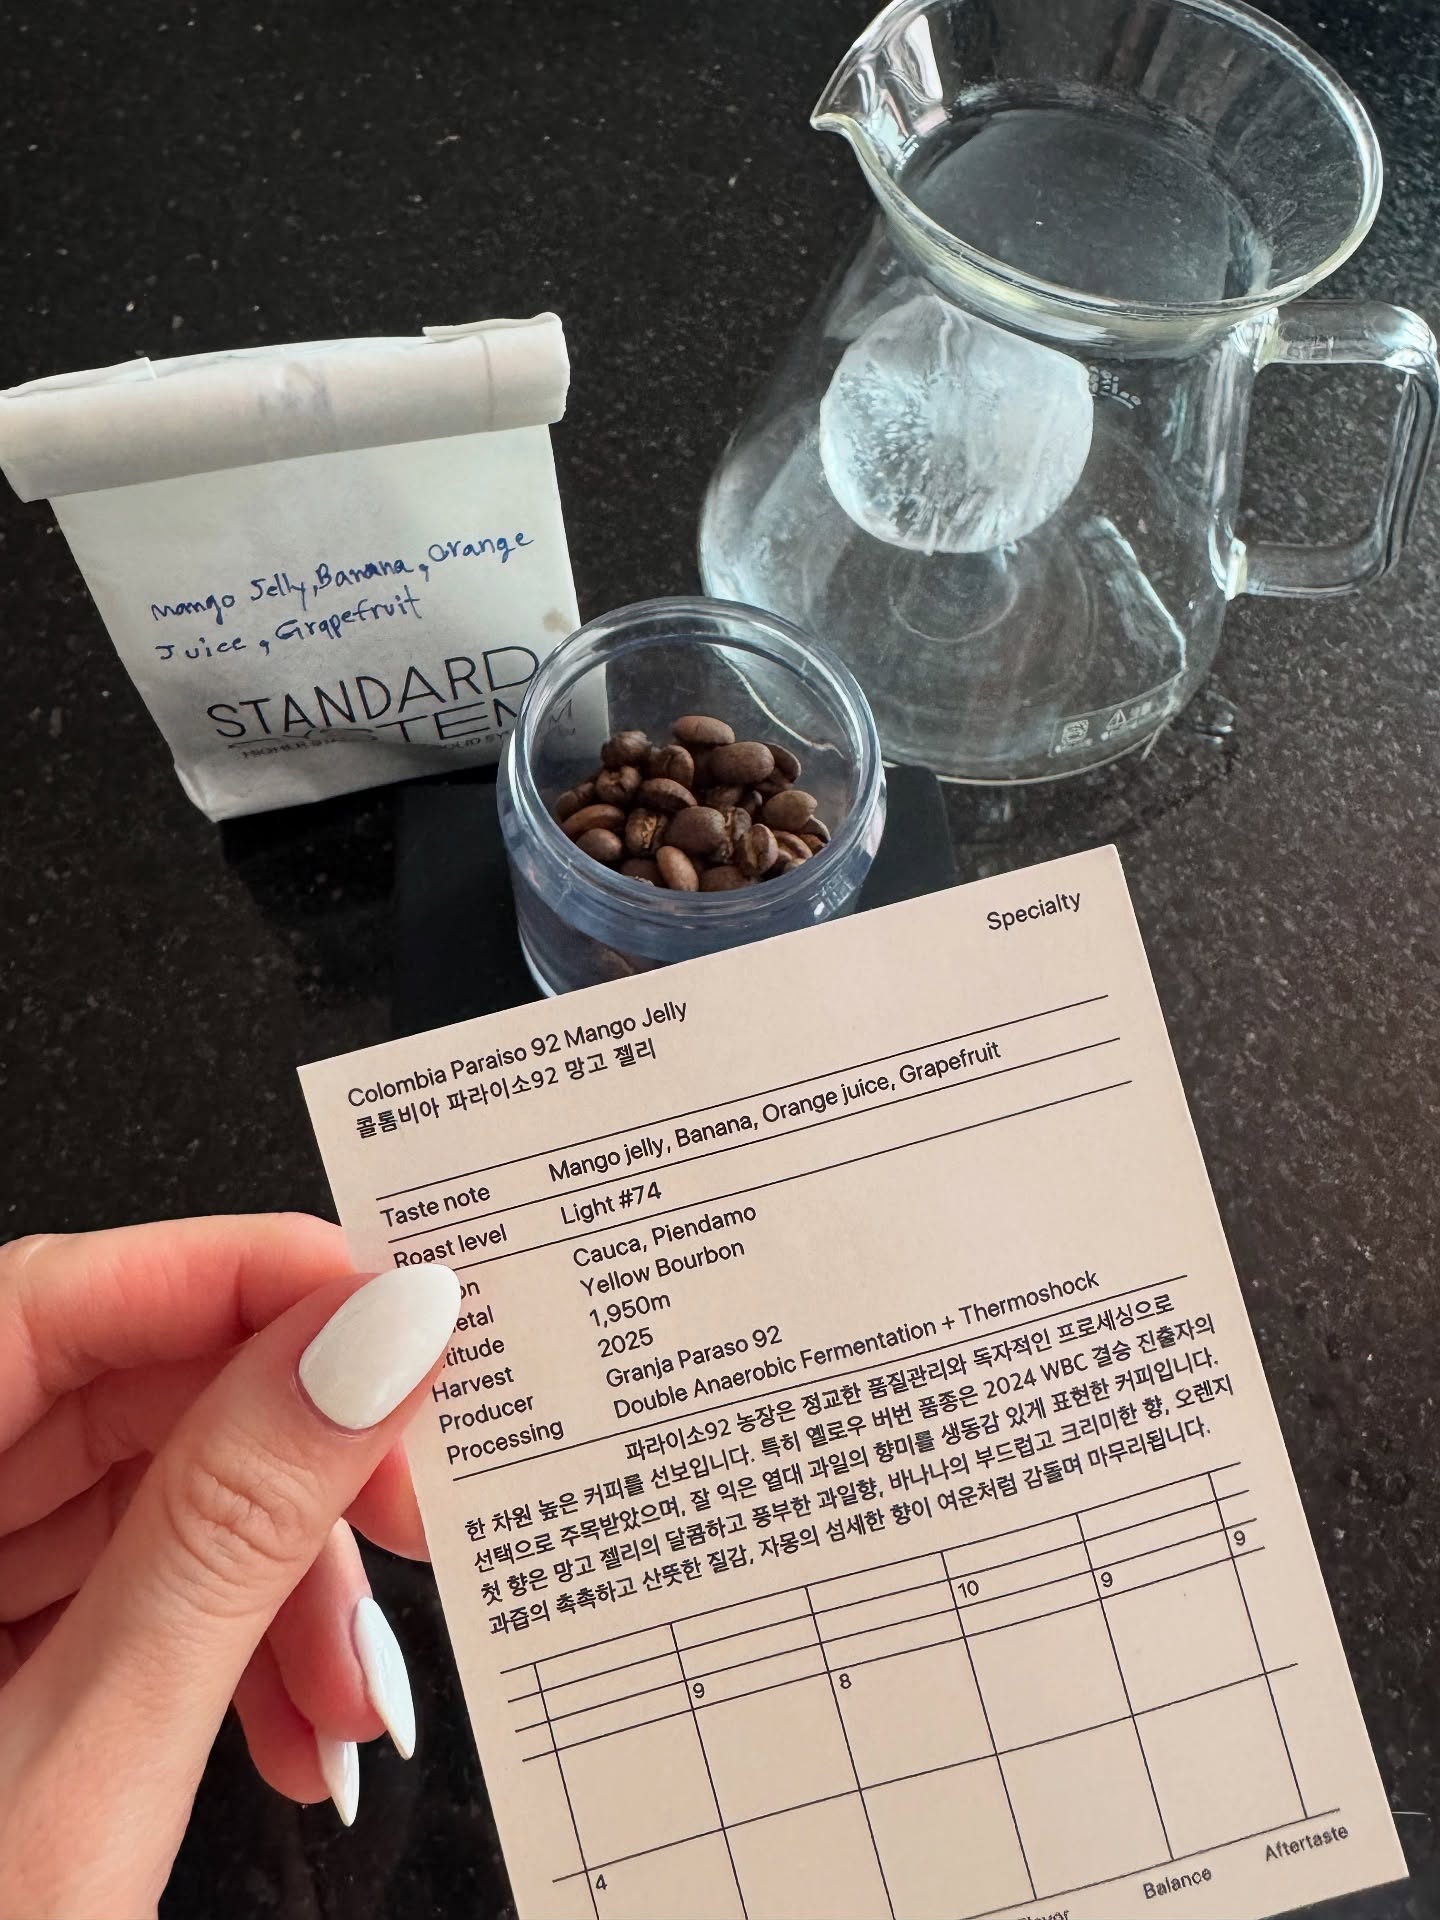 Mango Jelly, Banana, Orange
Juice, Grapefruit
STANDARD
Specialty
Colombia Paraiso 92 Mango Jelly
콜롬비아 파라이소92 망고 젤리
Taste note Mango jelly, Banana, Orange juice, Grapefruit
Roast level Light #74
Cauca, Piendamo
Yellow Bourbon
1,950m
Harvest 2025
Producer Granja Paraso 92
Processing Double Anaerobic Fermentation + Thermoshock
파라이소92 농장은 정교한 품질관리와 독자적인 프로세싱으로
한 차원 높은 커피를 선보입니다. 특히 옐로우 버번 품종은 2024 WBC 결승 진출자의
선택으로 주목받았으며, 잘 익은 열대 과일의 향미를 생동감 있게 표현한 커피입니다.
첫 향은 망고 젤리의 달콤하고 풍부한 과일향, 바나나의 부드럽고 크리미한 향, 오렌지
과즙의 촉촉하고 산뜻한 질감, 자몽의 섬세한 향이 여운처럼 감돌며 마무리됩니다.
4 9 8 10 9 9
Balance Aftertaste